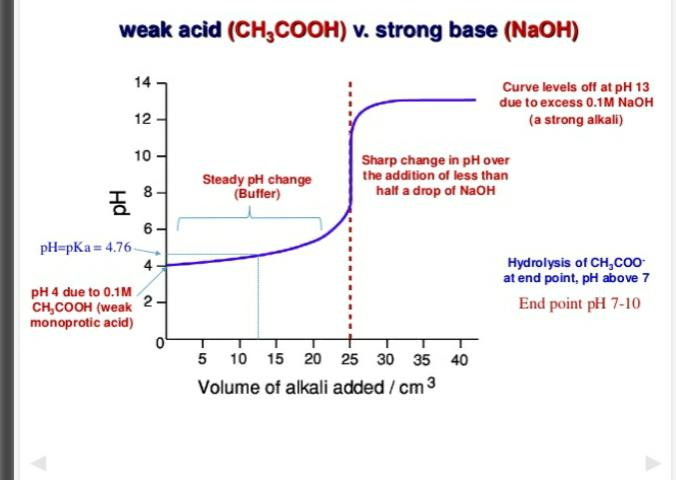 weak acid (CH₃COOH) v. strong base (NaOH)
14
12
10
8
6
4
2
0
pH
5 10 15 20 25 30 35 40
Volume of alkali added / cm³
Curve levels off at pH 13
due to excess 0.1M NaOH
(a strong alkali)
Sharp change in pH over
the addition of less than
half a drop of NaOH
Steady pH change
(Buffer)
pH=pKa = 4.76
pH 4 due to 0.1M
CH₃COOH (weak
monoprotic acid)
Hydrolysis of CH₃COO⁻
at end point, pH above 7
End point pH 7-10